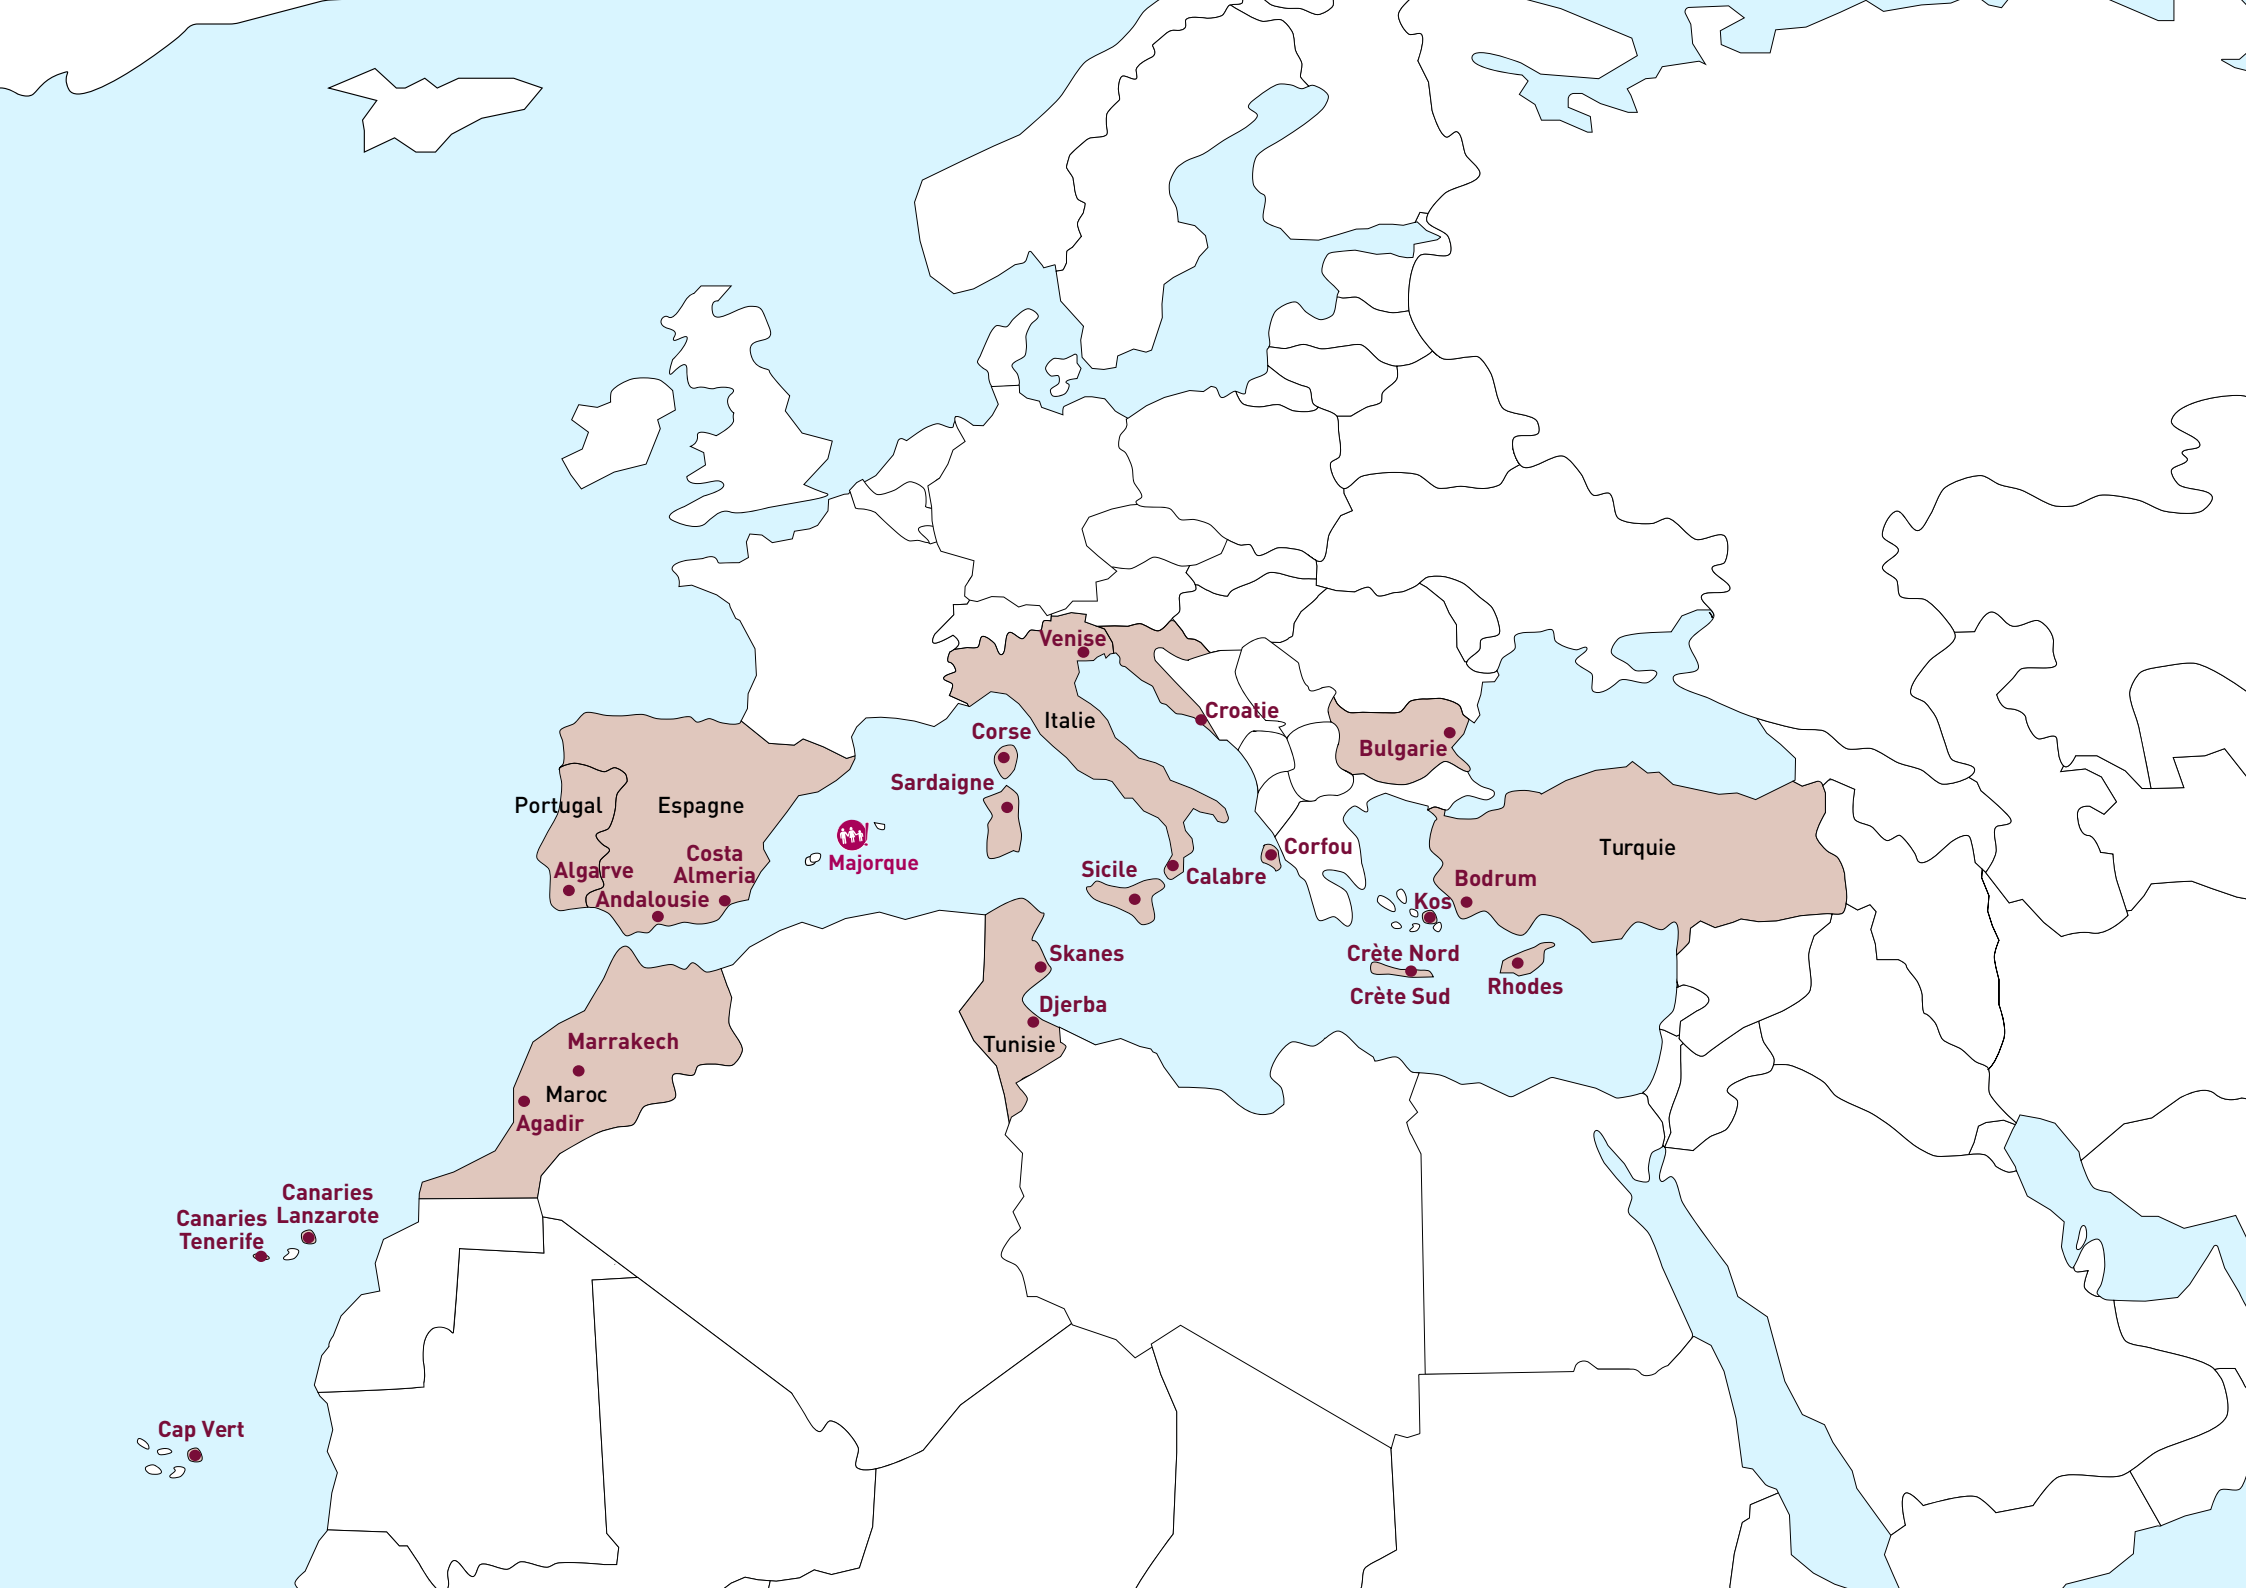 Venise
Croatie
Italie
Corse
Bulgarie
Sardaigne
Portugal
Espagne
Turquie
Corfou
Costa
Almeria
Majorque
Algarve
Sicile
Calabre
Bodrum
Andalousie
Kos
Skanes
Crète Nord
Rhodes
Crète Sud
Djerba
Marrakech
Tunisie
Maroc
Agadir
Canaries
Lanzarote
Canaries
Tenerife
Cap Vert